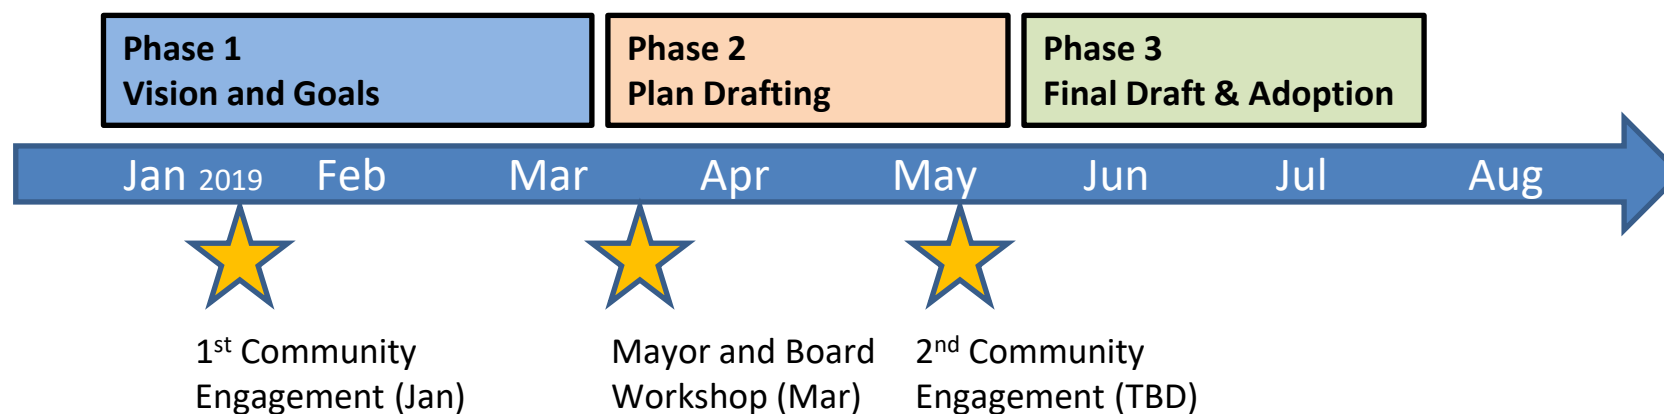 Phase 1
Vision and Goals
Phase 2
Plan Drafting
Phase 3
Final Draft & Adoption
Jan 2019 Feb Mar Apr May Jun Jul Aug
1st Community
Engagement (Jan)
Mayor and Board
Workshop (Mar)
2nd Community
Engagement (TBD)